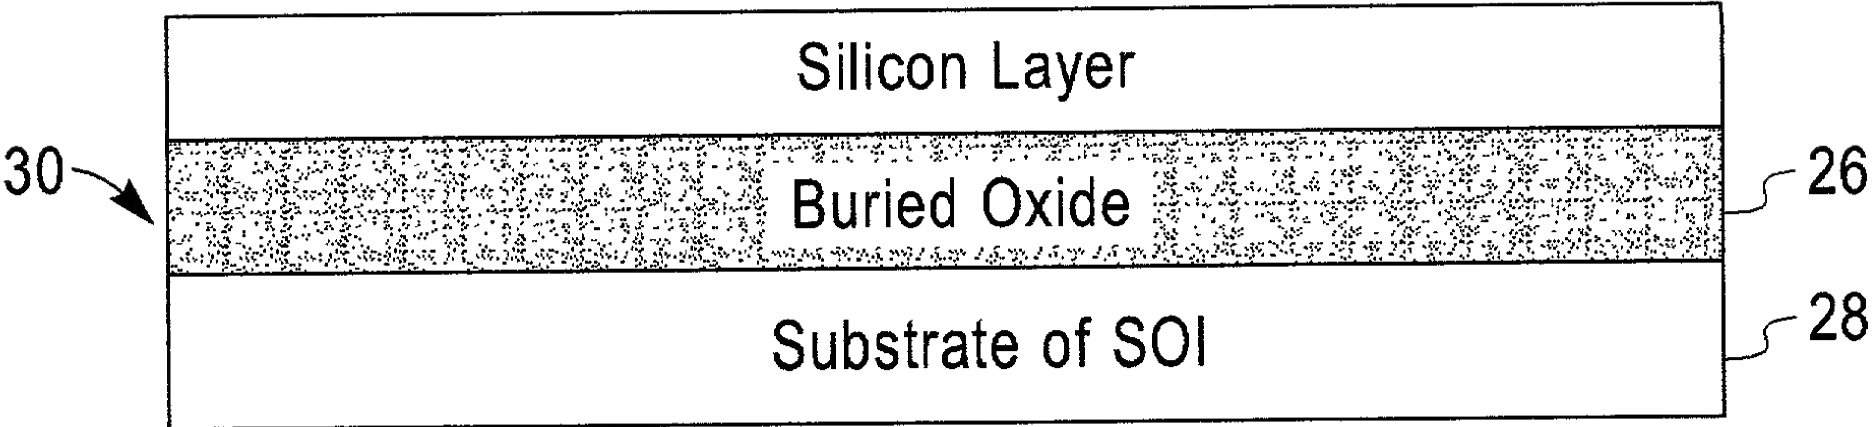 Silicon Layer
30
Buried Oxide
26
Substrate of SOI
28